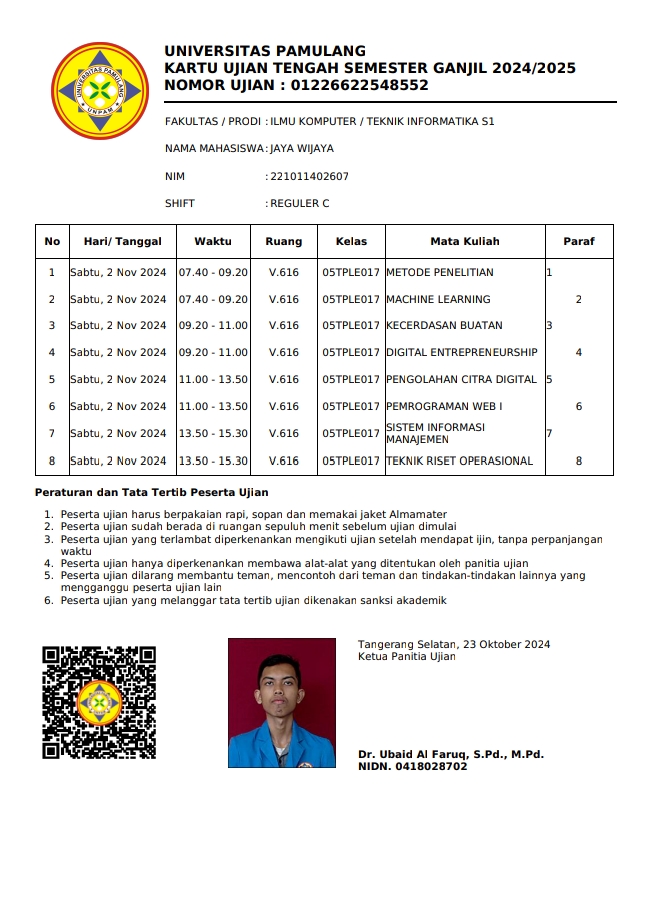 UNIVERSITAS PAMULANG
UNPAM
UNIVERSITAS PAMULANG
KARTU UJIAN TENGAH SEMESTER GANJIL 2024/2025
NOMOR UJIAN : 01226622548552
FAKULTAS / PRODI : ILMU KOMPUTER / TEKNIK INFORMATIKA S1
NAMA MAHASISWA : JAYA WIJAYA
NIM : 221011402607
SHIFT : REGULER C
No Hari/ Tanggal Waktu Ruang Kelas Mata Kuliah Paraf
1 Sabtu, 2 Nov 2024 07.40 - 09.20 V.616 05TPLE017 METODE PENELITIAN 1
2 Sabtu, 2 Nov 2024 07.40 - 09.20 V.616 05TPLE017 MACHINE LEARNING 2
3 Sabtu, 2 Nov 2024 09.20 - 11.00 V.616 05TPLE017 KECERDASAN BUATAN 3
4 Sabtu, 2 Nov 2024 09.20 - 11.00 V.616 05TPLE017 DIGITAL ENTREPRENEURSHIP 4
5 Sabtu, 2 Nov 2024 11.00 - 13.50 V.616 05TPLE017 PENGOLAHAN CITRA DIGITAL 5
6 Sabtu, 2 Nov 2024 11.00 - 13.50 V.616 05TPLE017 PEMROGRAMAN WEB I 6
7 Sabtu, 2 Nov 2024 13.50 - 15.30 V.616 05TPLE017 SISTEM INFORMASI MANAJEMEN 7
8 Sabtu, 2 Nov 2024 13.50 - 15.30 V.616 05TPLE017 TEKNIK RISET OPERASIONAL 8
Peraturan dan Tata Tertib Peserta Ujian
1. Peserta ujian harus berpakaian rapi, sopan dan memakai jaket Almamater
2. Peserta ujian sudah berada di ruangan sepuluh menit sebelum ujian dimulai
3. Peserta ujian yang terlambat diperkenankan mengikuti ujian setelah mendapat ijin, tanpa perpanjangan
waktu
4. Peserta ujian hanya diperkenankan membawa alat-alat yang ditentukan oleh panitia ujian
5. Peserta ujian dilarang membantu teman, mencontoh dari teman dan tindakan-tindakan lainnya yang
mengganggu peserta ujian lain
6. Peserta ujian yang melanggar tata tertib ujian dikenakan sanksi akademik
Tangerang Selatan, 23 Oktober 2024
Ketua Panitia Ujian
Dr. Ubaid Al Faruq, S.Pd., M.Pd.
NIDN. 0418028702